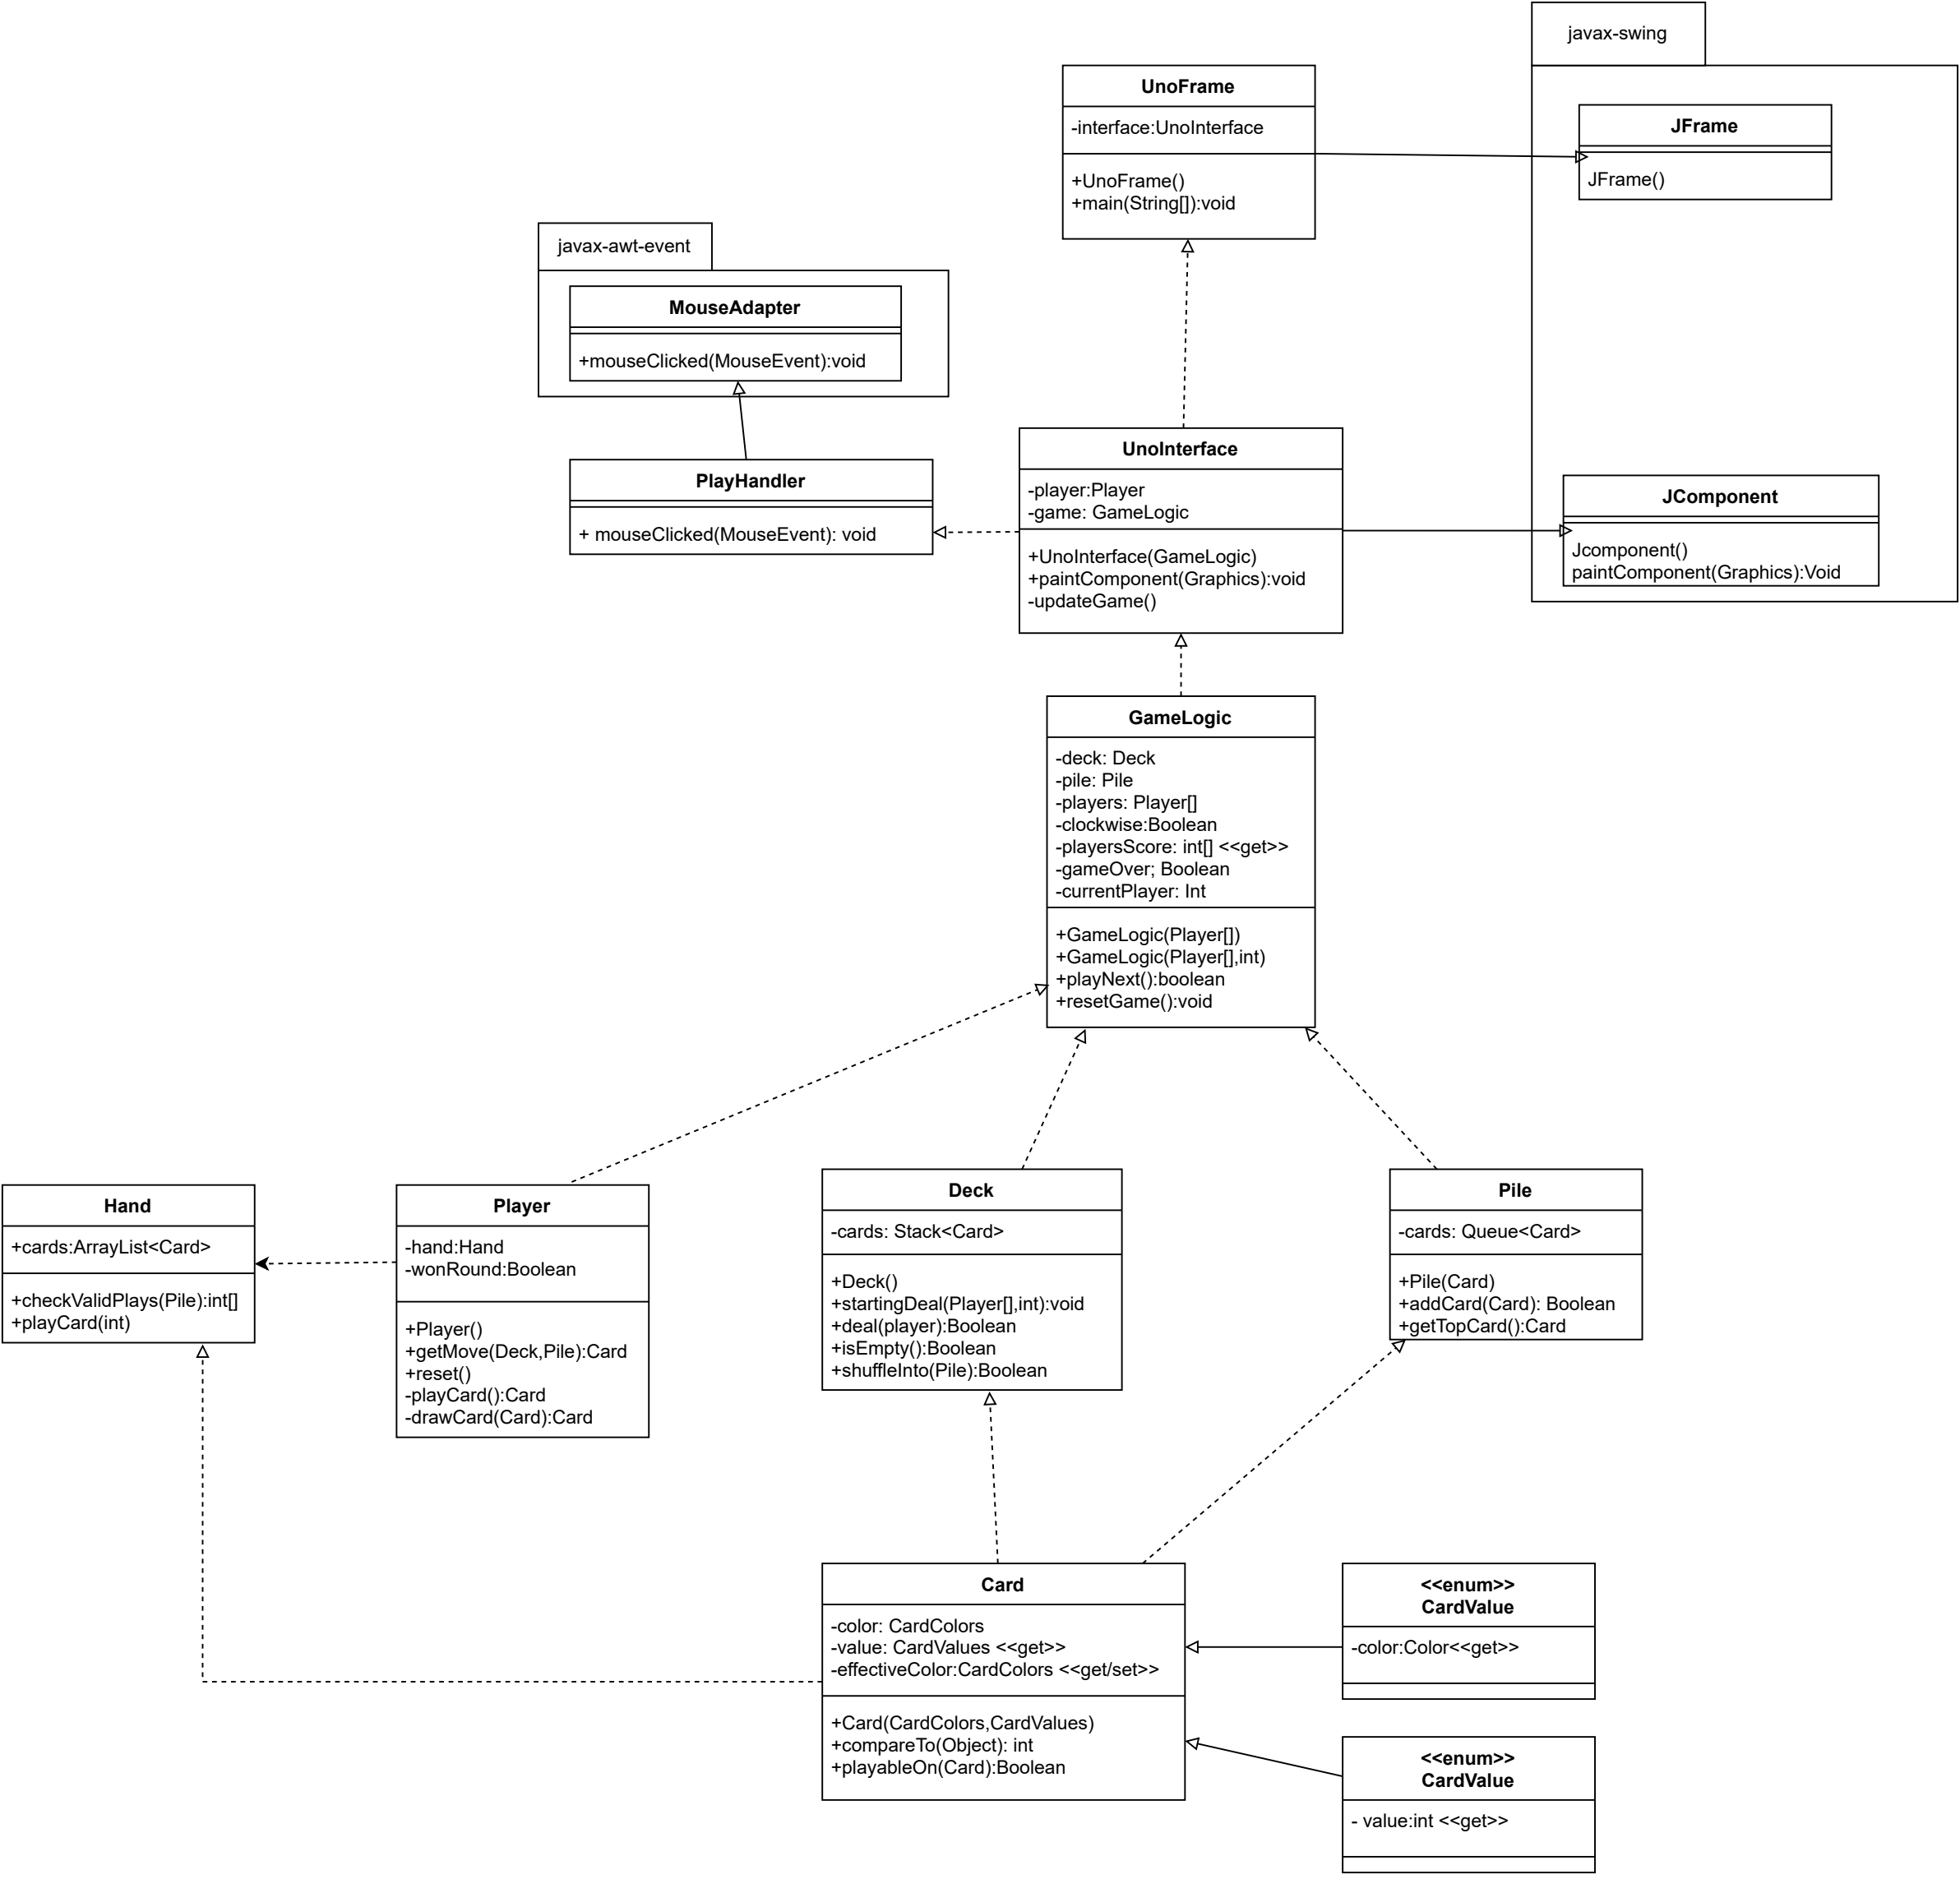 javax-swing
UnoFrame
-interface:UnoInterface
+UnoFrame()
+main(String[]):void
JFrame
JFrame()
javax-awt-event
MouseAdapter
+mouseClicked(MouseEvent):void
PlayHandler
+ mouseClicked(MouseEvent): void
UnoInterface
-player:Player
-game: GameLogic
+UnoInterface(GameLogic)
+paintComponent(Graphics):void
-updateGame()
JComponent
Jcomponent()
paintComponent(Graphics):Void
GameLogic
-deck: Deck
-pile: Pile
-players: Player[]
-clockwise:Boolean
-playersScore: int[] <<get>>
-gameOver; Boolean
-currentPlayer: Int
+GameLogic(Player[])
+GameLogic(Player[],int)
+playNext():boolean
+resetGame():void
Hand
+cards:ArrayList<Card>
+checkValidPlays(Pile):int[]
+playCard(int)
Player
-hand:Hand
-wonRound:Boolean
+Player()
+getMove(Deck,Pile):Card
+reset()
-playCard():Card
-drawCard(Card):Card
Deck
-cards: Stack<Card>
+Deck()
+startingDeal(Player[],int):void
+deal(player):Boolean
+isEmpty():Boolean
+shuffleInto(Pile):Boolean
Pile
-cards: Queue<Card>
+Pile(Card)
+addCard(Card): Boolean
+getTopCard():Card
Card
-color: CardColors
-value: CardValues <<get>>
-effectiveColor:CardColors <<get/set>>
+Card(CardColors,CardValues)
+compareTo(Object): int
+playableOn(Card):Boolean
<<enum>>
CardValue
-color:Color<<get>>
<<enum>>
CardValue
- value:int <<get>>